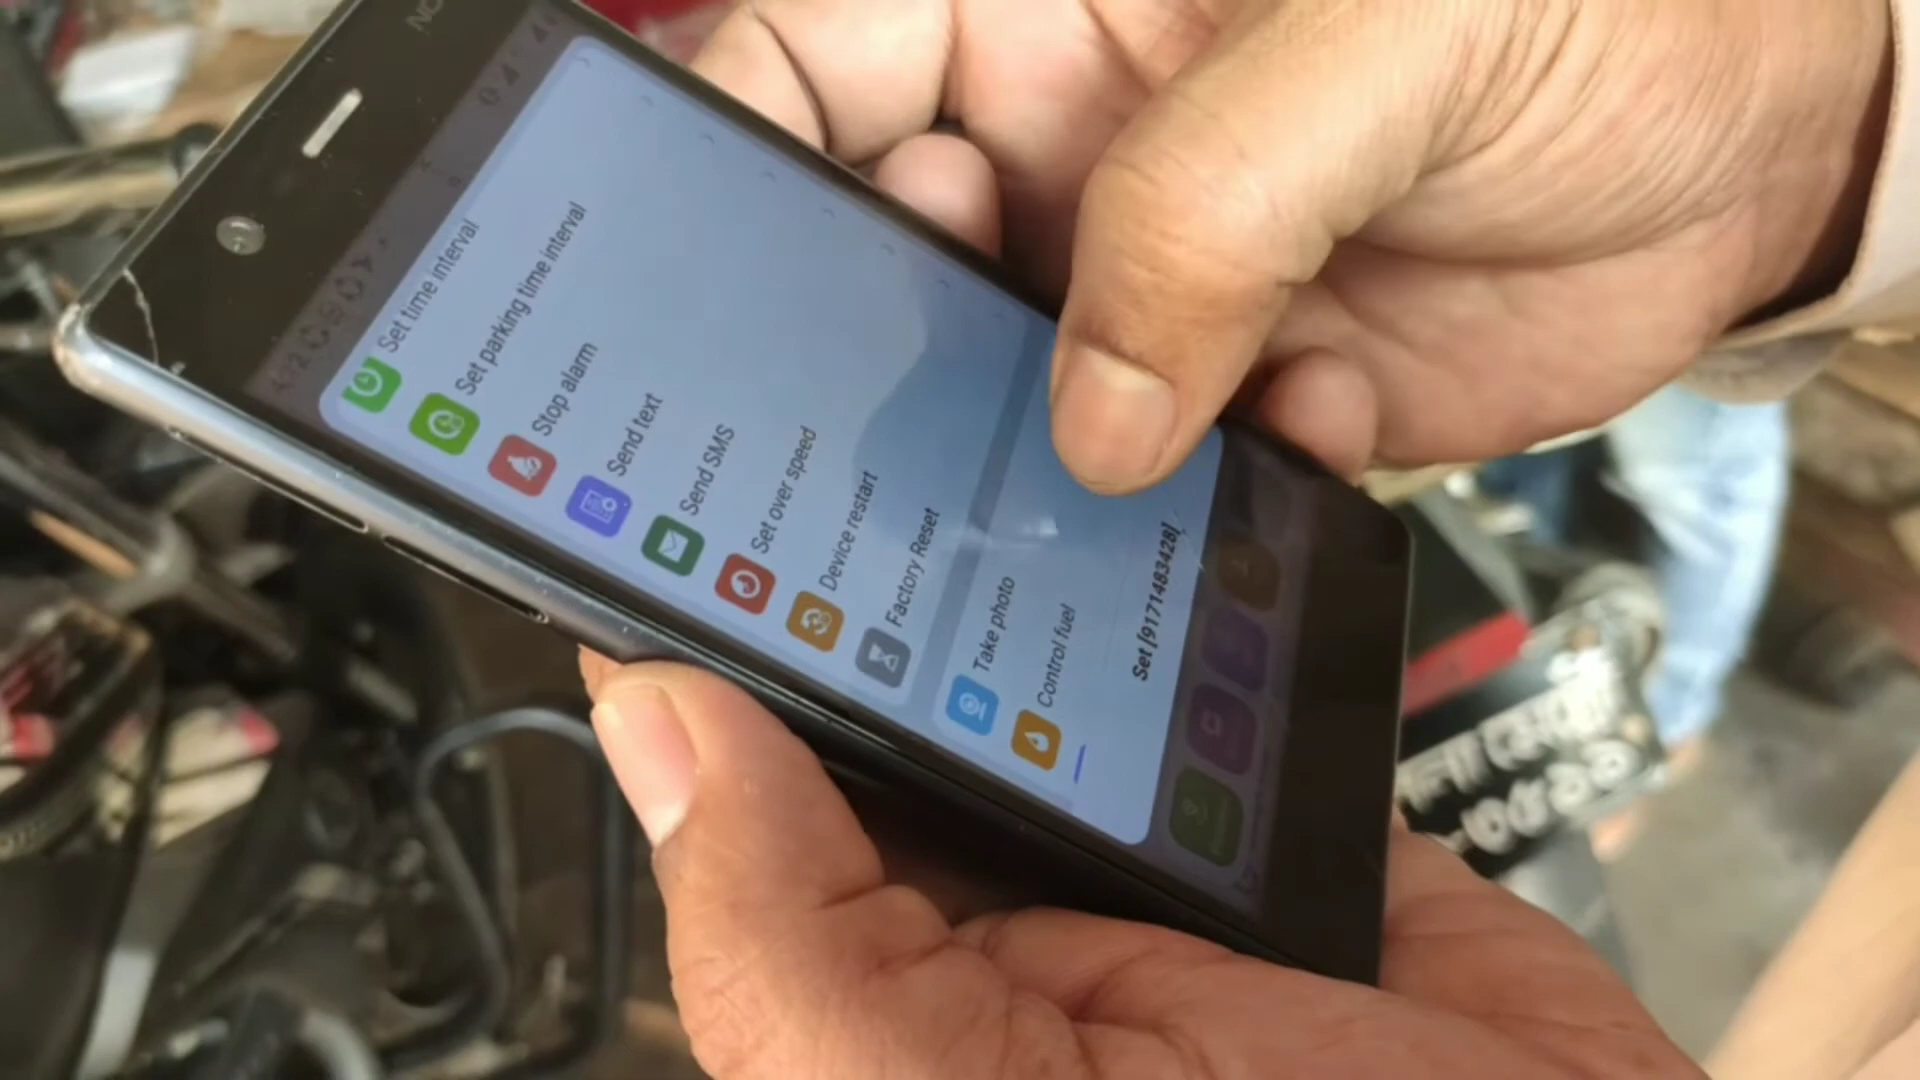 Set time interval
Set parking time interval
Stop alarm
Send text
Send SMS
Set over speed
Device restart
Factory Reset
Take photo
Control fuel
Set [9171483428]